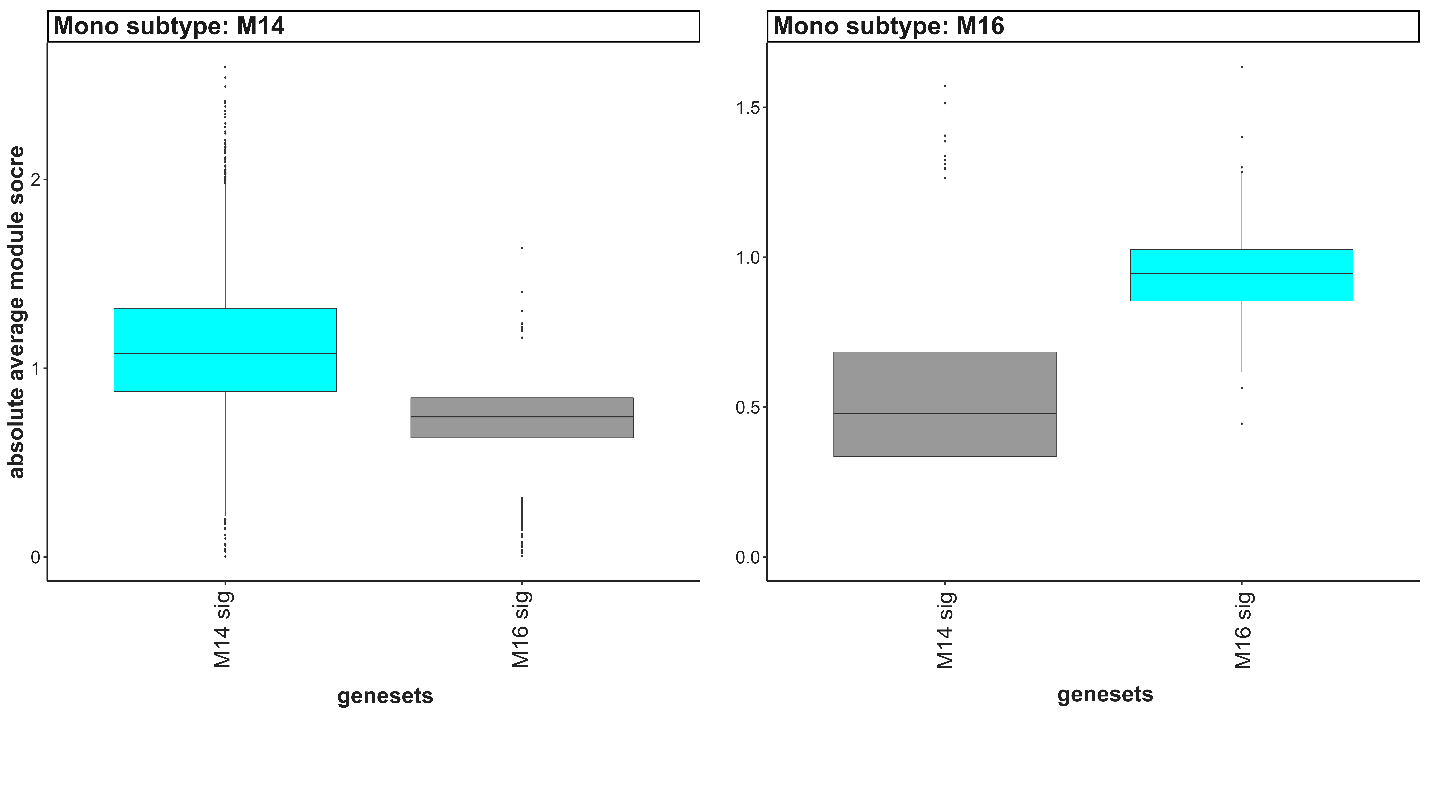 Mono subtype: M14
absolute average module socre
2
1
0
M14 sig
M16 sig
genesets
Mono subtype: M16
1.5
1.0
0.5
0.0
M14 sig
M16 sig
genesets